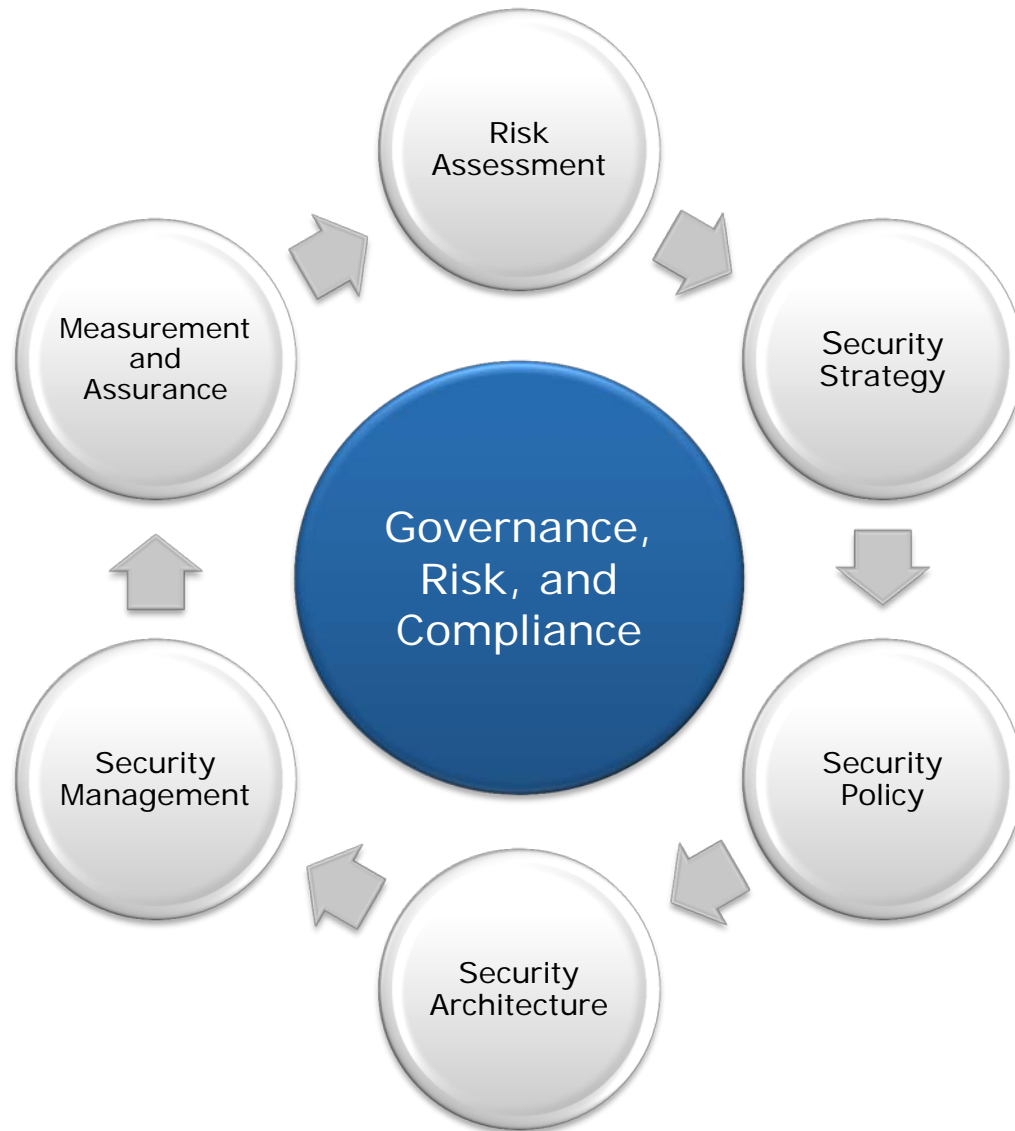 Risk
Assessment
Security
Strategy
Security
Policy
Security
Architecture
Security
Management
Measurement
and
Assurance
Governance,
Risk, and
Compliance